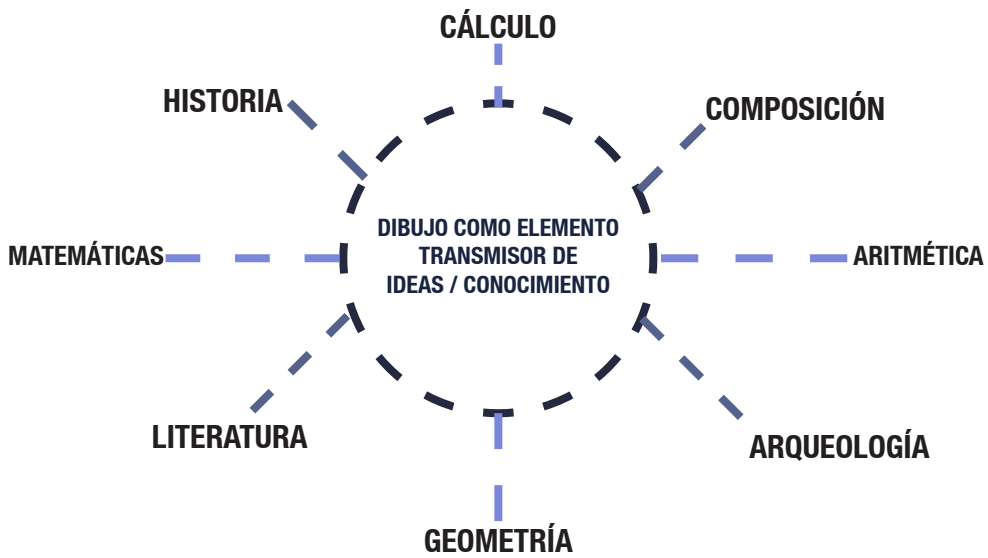 CÁLCULO
HISTORIA
COMPOSICIÓN
DIBUJO COMO ELEMENTO
TRANSMISOR DE
IDEAS / CONOCIMIENTO
MATEMÁTICAS
ARITMÉTICA
LITERATURA
ARQUEOLOGÍA
GEOMETRÍA